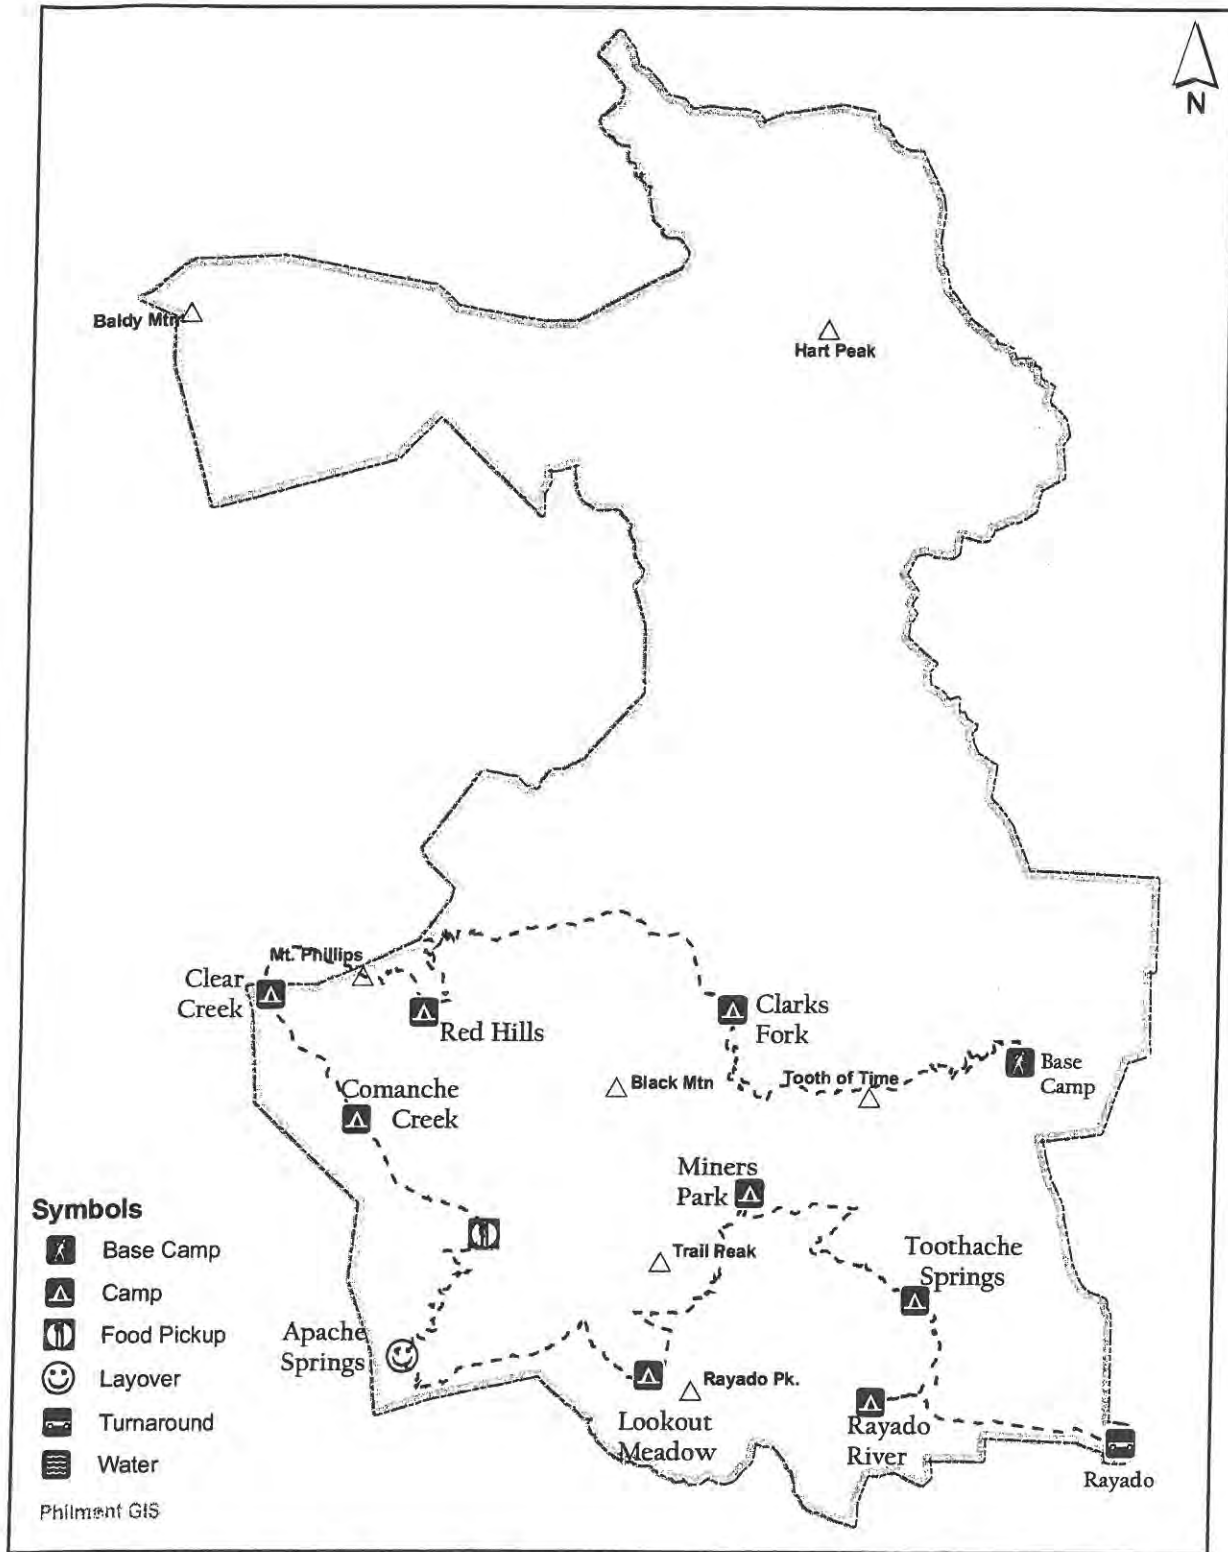 N
Baldy Mtn
Hart Peak
Mt. Phillips
Clear
Creek
Red Hills
Clarks
Fork
Base
Camp
Comanche
Creek
Black Mtn
Tooth of Time
Miners
Park
Trail Peak
Toothache
Springs
Apache
Springs
Lookout
Meadow
Rayado Pk.
Rayado
River
Rayado
Symbols
Base Camp
Camp
Food Pickup
Layover
Turnaround
Water
Philmont GIS